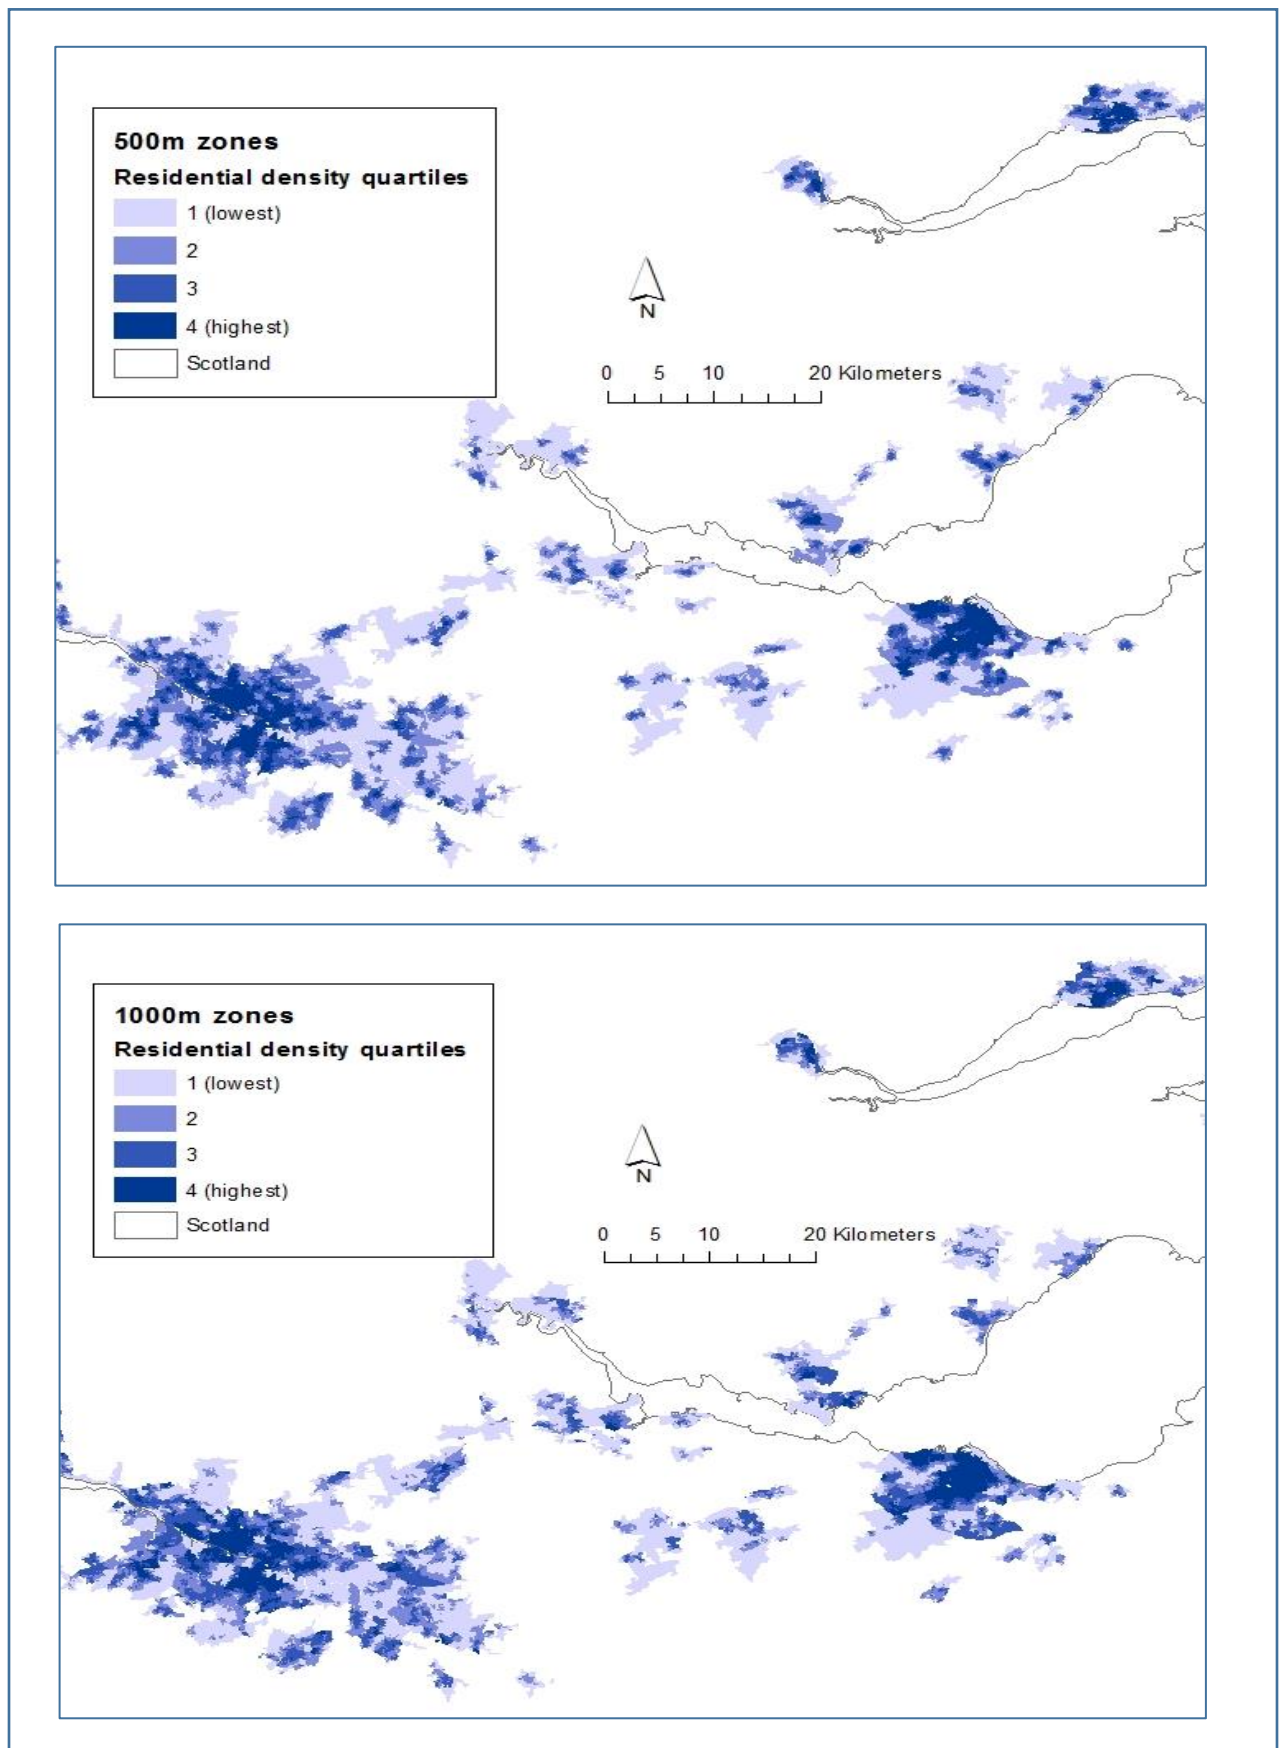 500m zones
Residential density quartiles
1 (lowest)
2
3
4 (highest)
Scotland
N
0 5 10 20 Kilometers
1000m zones
Residential density quartiles
1 (lowest)
2
3
4 (highest)
Scotland
N
0 5 10 20 Kilometers